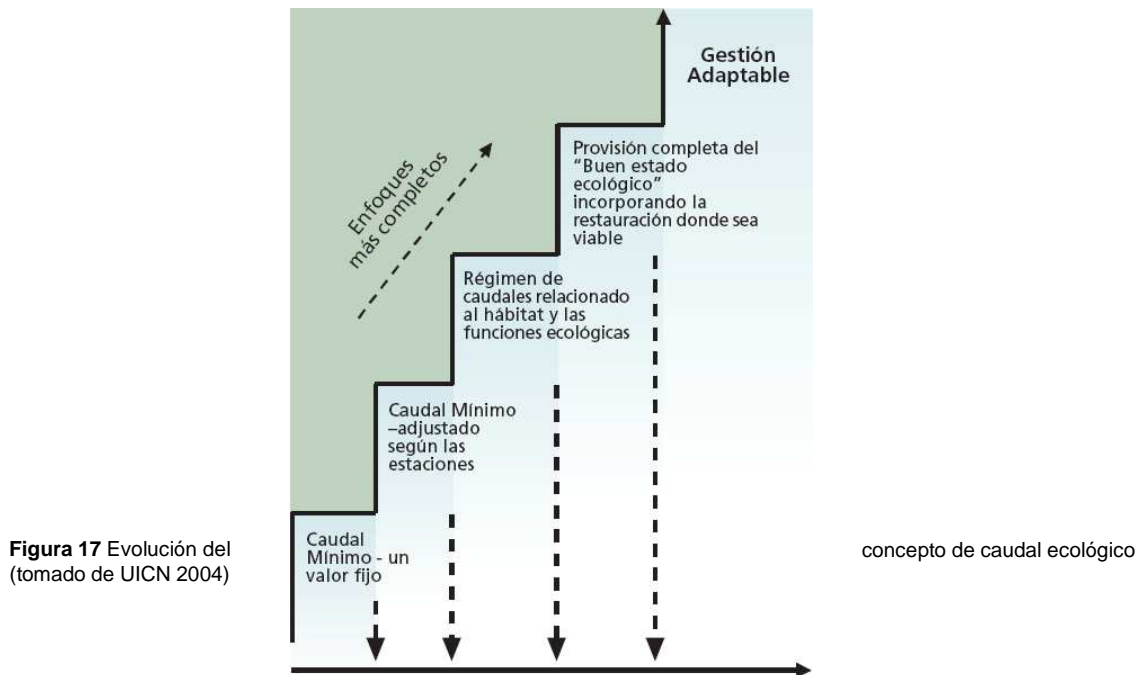 Gestión
Adaptable
Provisión completa del
"Buen estado
ecológico"
incorporando la
restauración donde sea
viable
Enfoques
más completos
Régimen de
caudales relacionado
al hábitat y las
funciones ecológicas
Caudal Mínimo
–adjustado
según las
estaciones
Caudal
Mínimo - un
valor fijo
Figura 17 Evolución del concepto de caudal ecológico
(tomado de UICN 2004)